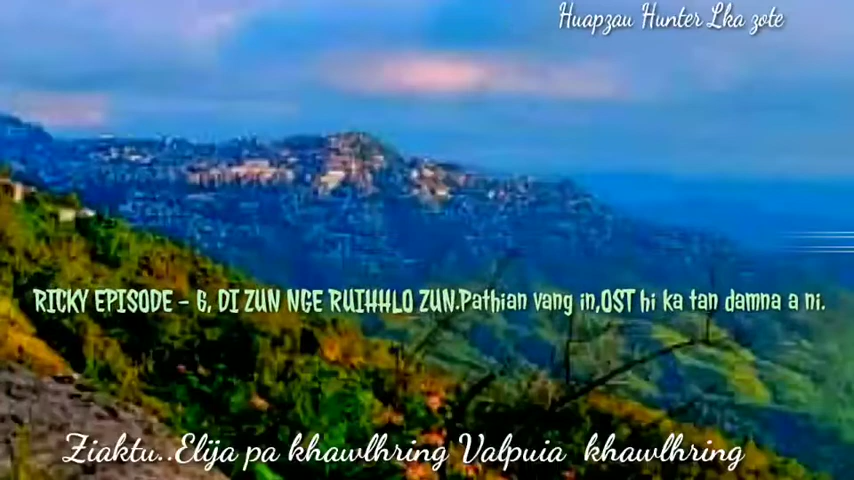 Huapzau Hunter Lka zote
RICKY EPISODE - 6, DI ZUN NGE RUIHHLO ZUN.Pathian vang in,OST hi ka tan damna a ni.
Ziaktu..Elija pa khawlhring Valpuia khawlhring